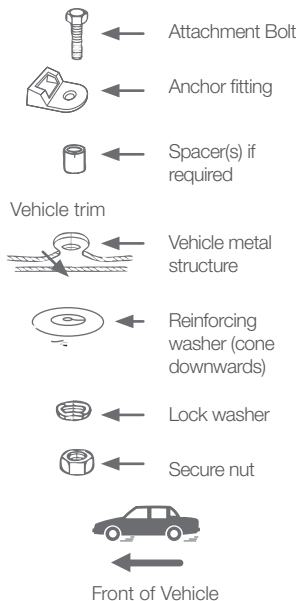 Attachment Bolt
Anchor fitting
Spacer(s) if
required
Vehicle trim
Vehicle metal
structure
Reinforcing
washer (cone
downwards)
Lock washer
Secure nut
Front of Vehicle